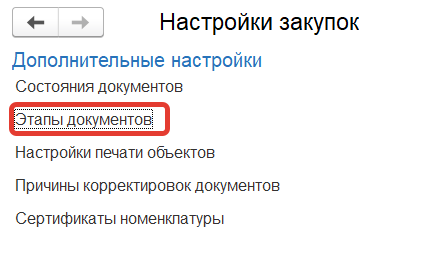 Настройки закупок
Дополнительные настройки
Состояния документов
Этапы документов
Настройки печати объектов
Причины корректировок документов
Сертификаты номенклатуры